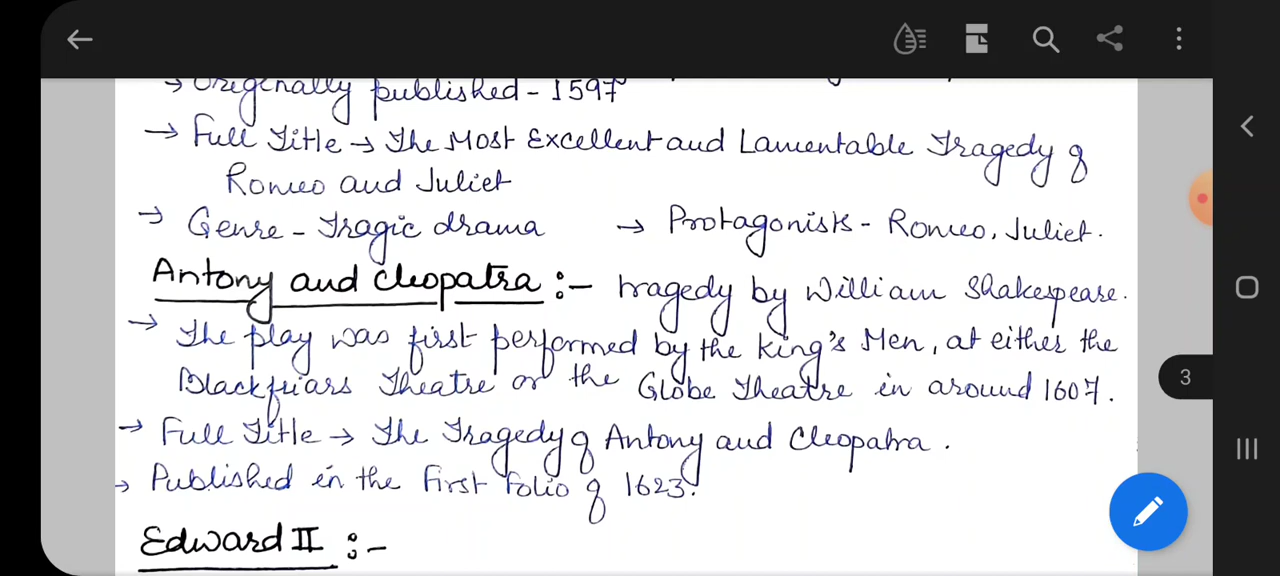 → Originally published - 1597
→ Full Title → The Most Excellent and Lamentable Tragedy of
Romeo and Juliet
→ Genre - Tragic drama → Protagonists - Romeo, Juliet.
Antony and Cleopatra :- tragedy by William Shakespeare.
→ The play was first performed by the King's Men, at either the
Blackfriars Theatre or the Globe Theatre in around 1607.
3
→ Full Title → The Tragedy of Antony and Cleopatra.
→ Published in the First Folio of 1623.
Edward II :-